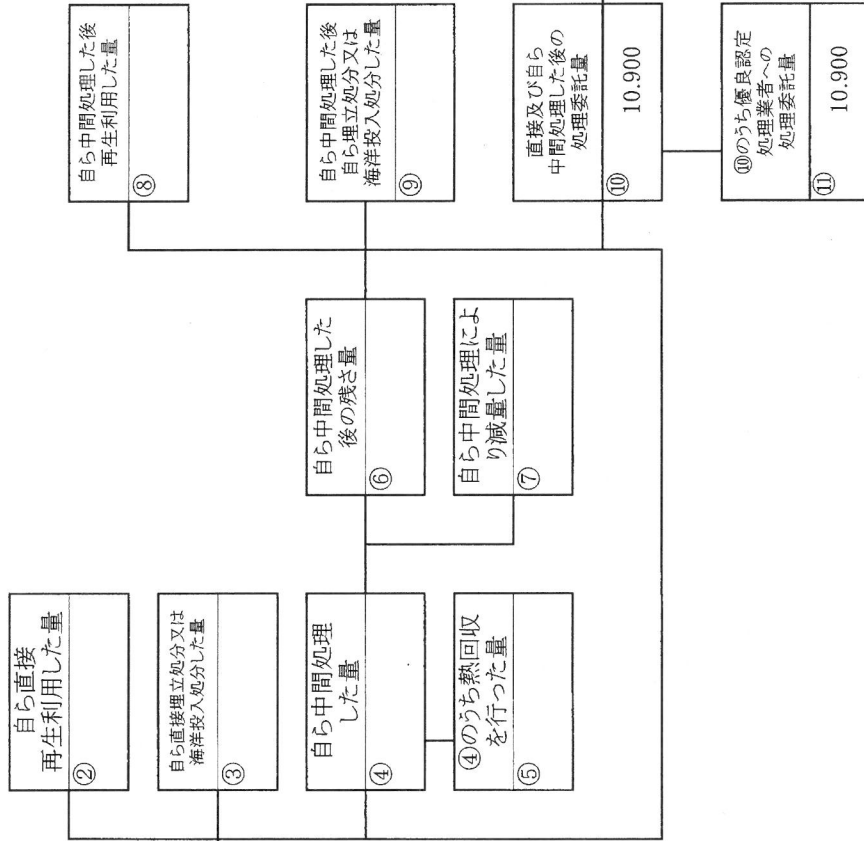 自ら直接
再生利用した量
②
自ら直接埋立処分又は
海洋投入処分した量
③
自ら中間処理
した量
④
④のうち熱回収
を行った量
⑤
自ら中間処理した
後の残さ量
⑥
自ら中間処理によ
り減量した量
⑦
自ら中間処理した後
再生利用した量
⑧
自ら中間処理した後
自ら埋立処分又は
海洋投入処分した量
⑨
直接及び自ら
中間処理した後の
処理委託量
⑩
10.900
⑩のうち優良認定
処理業者への
処理委託量
⑪
10.900